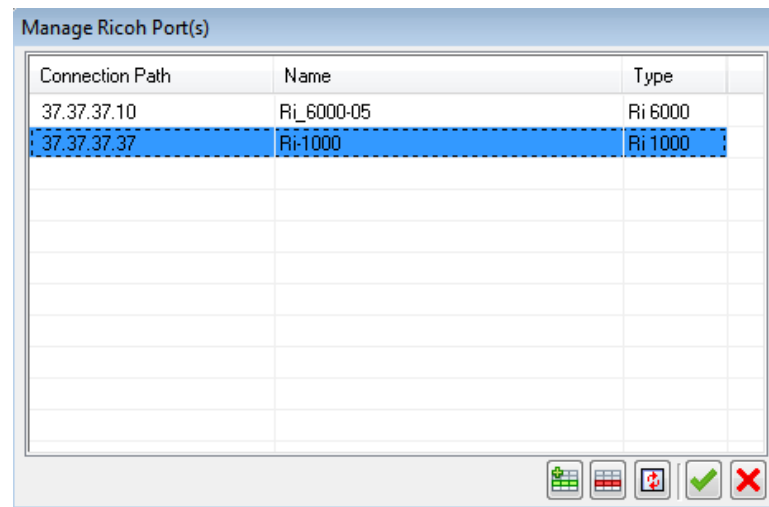 Manage Ricoh Port(s)
Connection Path Name Type
37.37.37.10 Ri_6000-05 Ri 6000
37.37.37.37 Ri-1000 Ri 1000